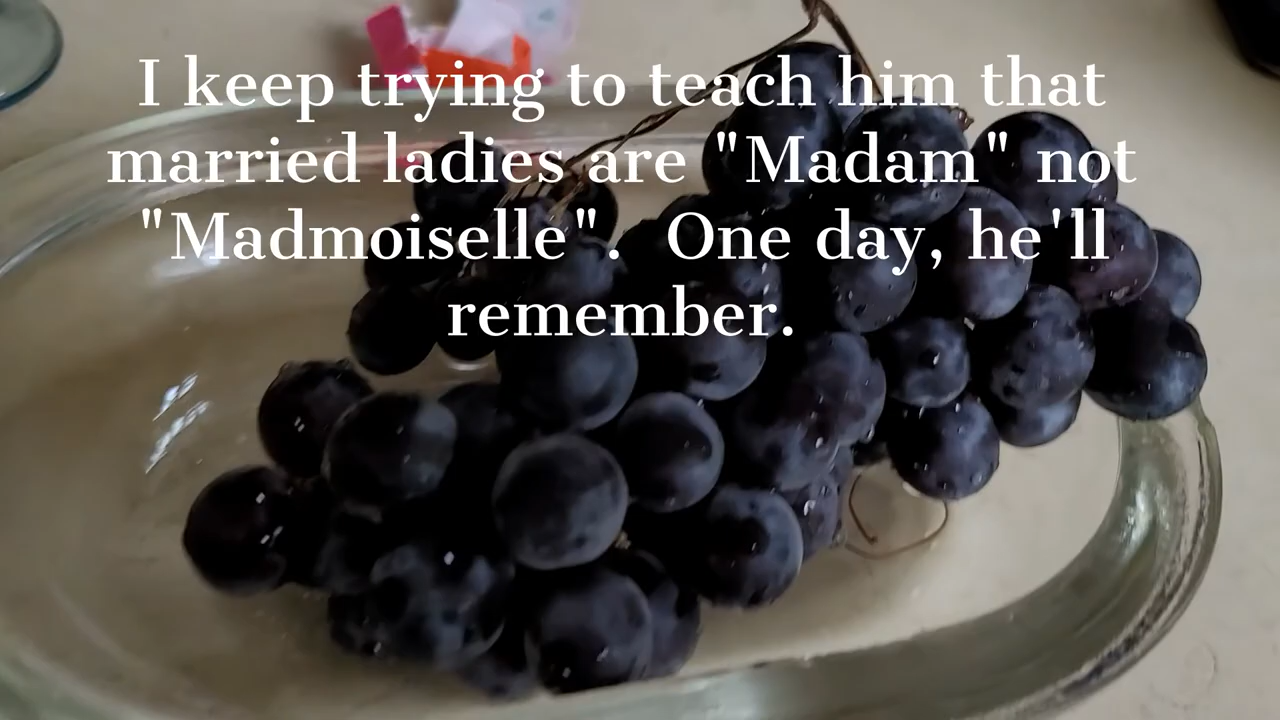 I keep trying to teach him that
married ladies are "Madam" not
"Madmoiselle".  One day, he'll
remember.